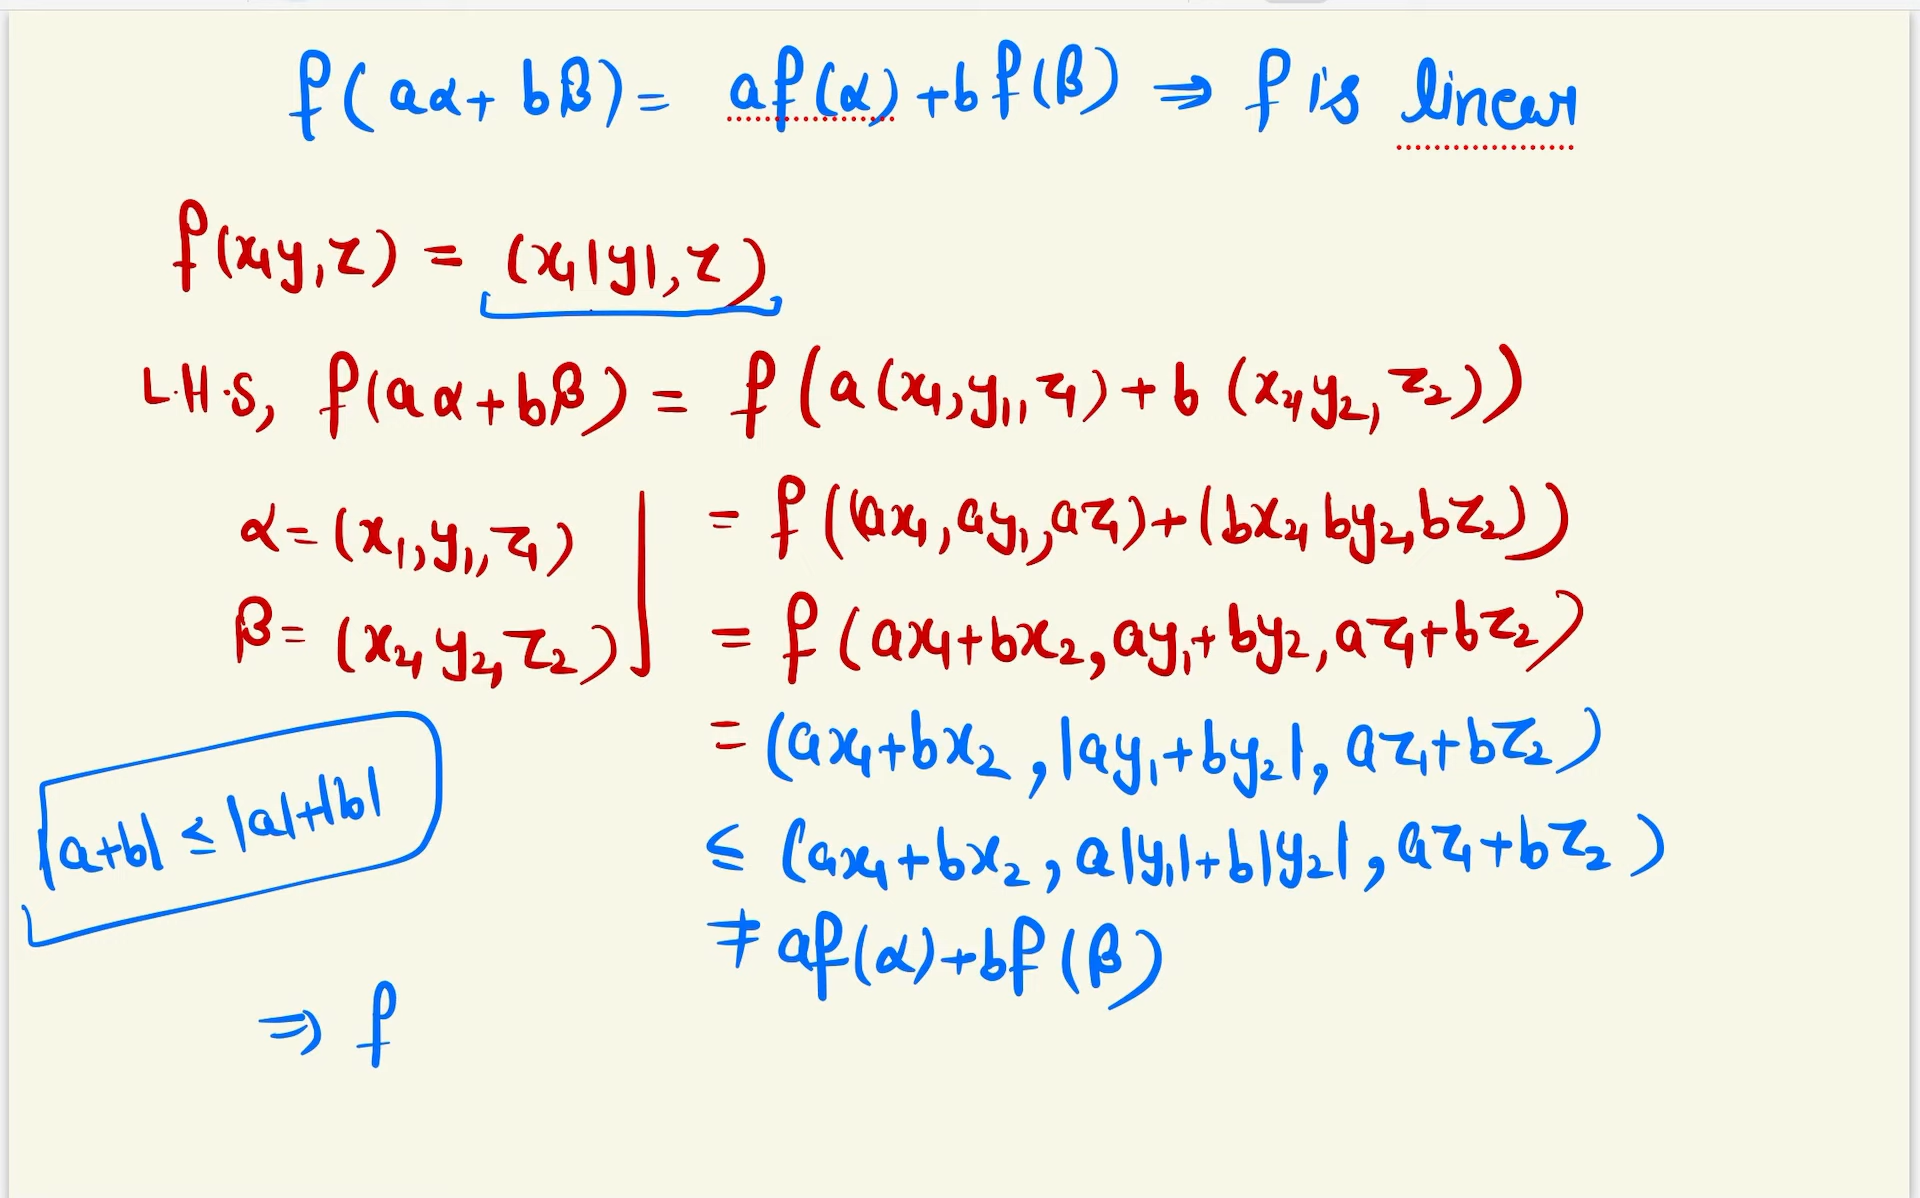 f(aα+ bβ) = af(α) +bf(β) ⇒ f is linear
f(x,y,z) = (x,|y|,z)
L.H.S, f(aα+bβ) = f(a(x₁,y₁,z₁)+b(x₂,y₂,z₂))
α=(x₁,y₁,z₁)
β=(x₂,y₂,z₂)
= f((ax₁,ay₁,az₁)+(bx₂,by₂,bz₂))
= f(ax₁+bx₂,ay₁+by₂,az₁+bz₂)
= (ax₁+bx₂,|ay₁+by₂|,az₁+bz₂)
|a+b| ≤ |a|+|b|
≤ (ax₁+bx₂,a|y₁|+b|y₂|,az₁+bz₂)
≠ af(α)+bf(β)
⇒ f